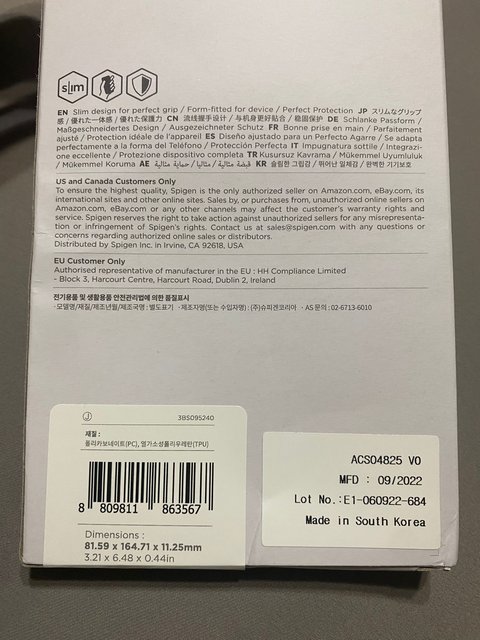 slim
EN Slim design for perfect grip / Form-fitted for device / Perfect Protection JP スリムなグリップ
感 / 優れた一体感 / 優れた保護力 CN 流线握手设计 / 与机身更好贴合 / 稳固保护 DE Schlanke Passform /
Maßgeschneidertes Design / Ausgezeichneter Schutz FR Bonne prise en main / Parfaitement
ajusté / Protection idéale de l'appareil ES Diseño ajustado para un Perfecto Agarre / Se adapta
perfectamente a la forma del Teléfono / Protección Perfecta IT Impugnatura sottile / Integrazi-
one eccellente / Protezione dispositivo completa TR Kusursuz Kavrama / Mükemmel Uyumluluk
/ Mükemmel Koruma AE قبضة مثالية / مثاليا / حماية مثالية KR 슬림한 그립감 / 뛰어난 일체감 / 완벽한 기기보호
US and Canada Customers Only
To ensure the highest quality, Spigen is the only authorized seller on Amazon.com, eBay.com, its
international sites and other online sites. Sales by, or purchases from, unauthorized online sellers on
Amazon.com, eBay.com or any other channels may affect the customer's warranty rights and
service. Spigen reserves the right to take action against unauthorized sellers for any misrepresenta-
tion or infringement of Spigen's rights. Contact us at sales@spigen.com with any questions or
concerns regarding authorized online sales or distributors.
Distributed by Spigen Inc. in Irvine, CA 92618, USA
EU Customer Only
Authorised representative of manufacturer in the EU : HH Compliance Limited
- Block 3, Harcourt Centre, Harcourt Road, Dublin 2, Ireland
전기용품 및 생활용품 안전관리법에 의한 품질표시
·모델명/재질/제조년월/제조국명 : 별도표기 ·제조자명(또는 수입자명) : (주)슈피겐코리아 ·AS 문의 : 02-6713-6010
J 3BS095240
재질 :
폴리카보네이트(PC), 열가소성폴리우레탄(TPU)
8 809811 863567
Dimensions :
81.59 x 164.71 x 11.25mm
3.21 x 6.48 x 0.44in
ACS04825 V0
MFD : 09/2022
Lot No.:E1-060922-684
Made in South Korea